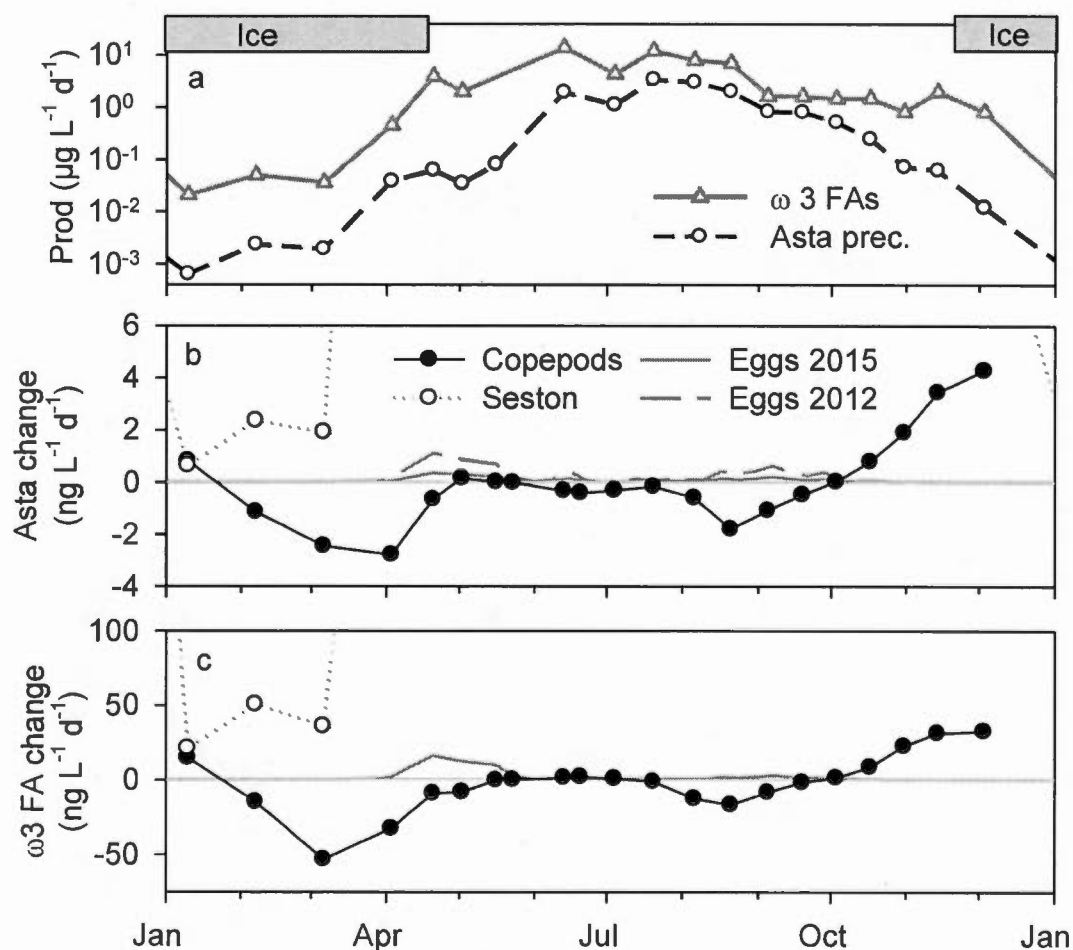 Ice Ice
a
Prod (µg L⁻¹ d⁻¹)
10¹
10⁰
10⁻¹
10⁻²
10⁻³
ω 3 FAs
Asta prec.
b
Asta change
(ng L⁻¹ d⁻¹)
6
4
2
0
-2
-4
Copepods Eggs 2015
Seston Eggs 2012
c
ω3 FA change
(ng L⁻¹ d⁻¹)
100
50
0
-50
Jan Apr Jul Oct Jan